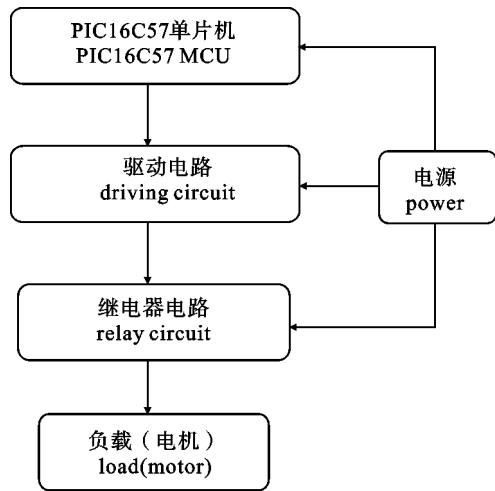 PIC16C57单片机
PIC16C57 MCU
驱动电路
driving circuit
电源
power
继电器电路
relay circuit
负载（电机）
load(motor)